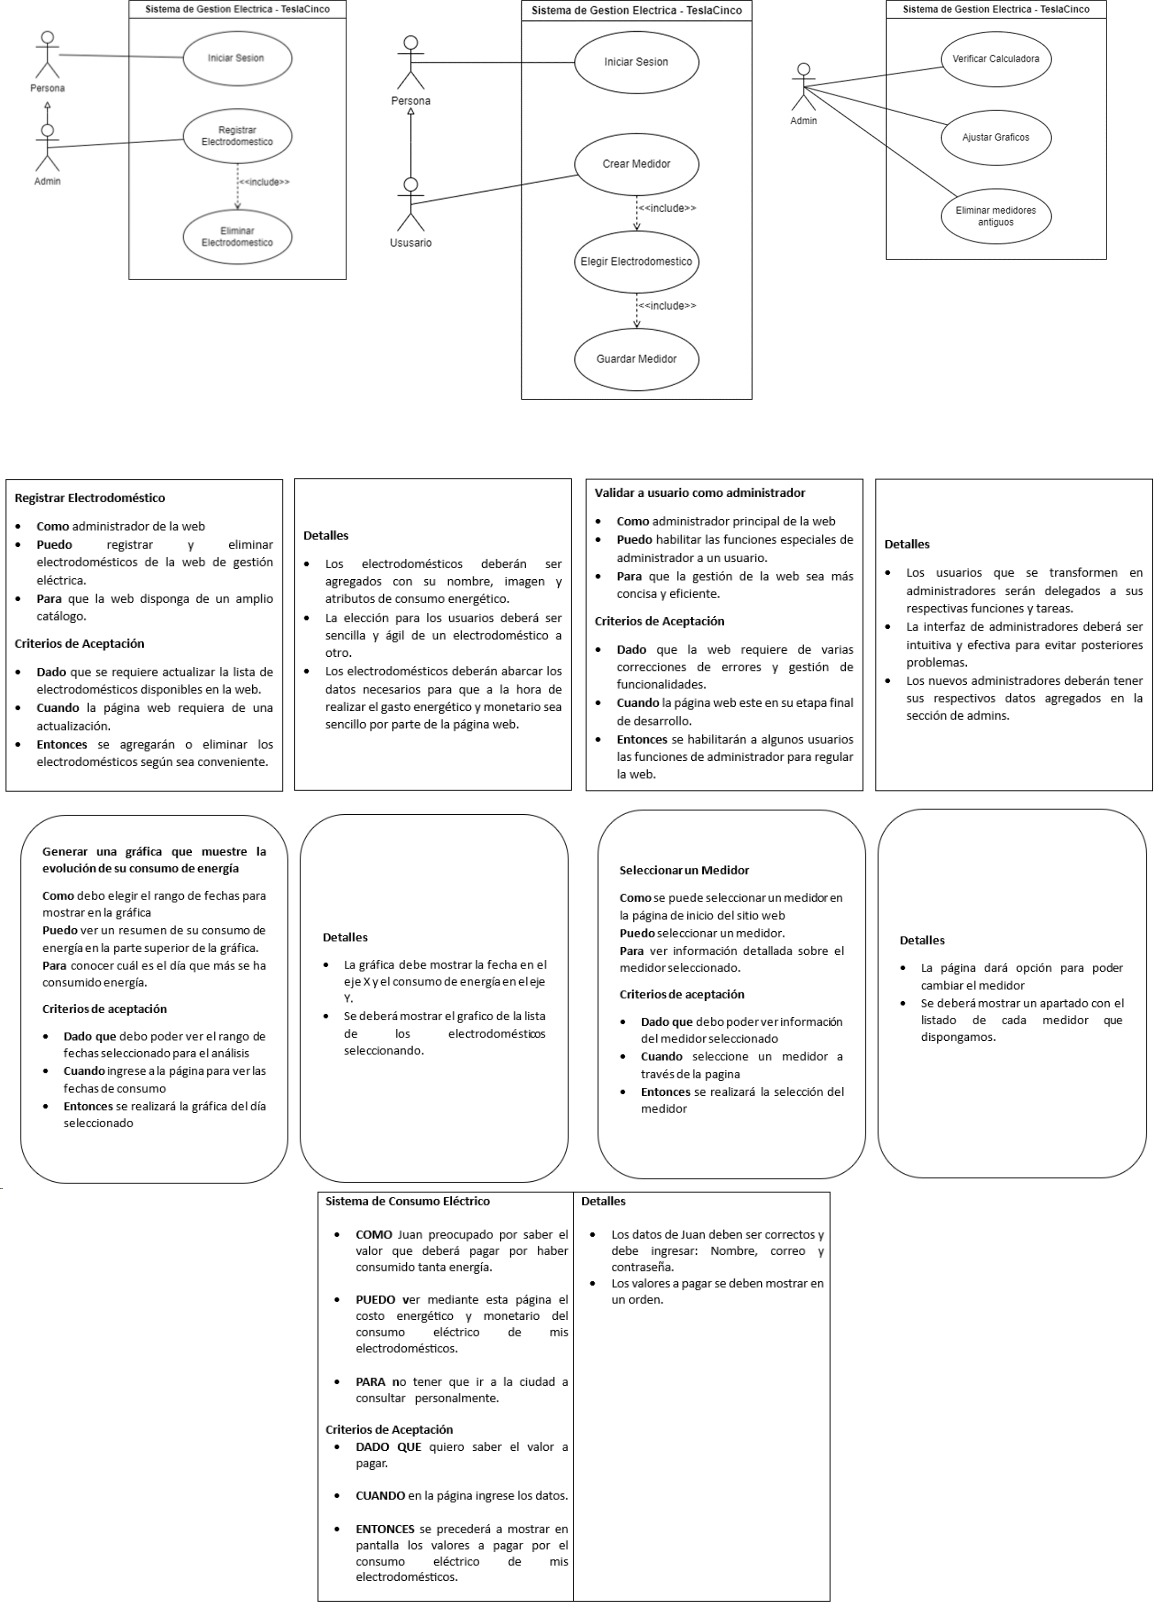 Sistema de Gestion Electrica - TeslaCinco
Persona
Iniciar Sesion
Registrar
Electrodomestico
Admin
<<include>>
Eliminar
Electrodomestico
Sistema de Gestion Electrica - TeslaCinco
Persona
Iniciar Sesion
Crear Medidor
Ususario
<<include>>
Elegir Electrodomestico
<<include>>
Guardar Medidor
Sistema de Gestion Electrica - TeslaCinco
Admin
Verificar Calculadora
Ajustar Graficos
Eliminar medidores
antiguos
Registrar Electrodoméstico
• Como administrador de la web
• Puedo registrar y eliminar
electrodomésticos de la web de gestión
eléctrica.
• Para que la web disponga de un amplio
catálogo.
Criterios de Aceptación
• Dado que se requiere actualizar la lista de
electrodomésticos disponibles en la web.
• Cuando la página web requiera de una
actualización.
• Entonces se agregarán o eliminar los
electrodomésticos según sea conveniente.
Detalles
• Los electrodomésticos deberán ser
agregados con su nombre, imagen y
atributos de consumo energético.
• La elección para los usuarios deberá ser
sencilla y ágil de un electrodoméstico a
otro.
• Los electrodomésticos deberán abarcar los
datos necesarios para que a la hora de
realizar el gasto energético y monetario sea
sencillo por parte de la página web.
Validar a usuario como administrador
• Como administrador principal de la web
• Puedo habilitar las funciones especiales de
administrador a un usuario.
• Para que la gestión de la web sea más
concisa y eficiente.
Criterios de Aceptación
• Dado que la web requiere de varias
correcciones de errores y gestión de
funcionalidades.
• Cuando la página web este en su etapa final
de desarrollo.
• Entonces se habilitarán a algunos usuarios
las funciones de administrador para regular
la web.
Detalles
• Los usuarios que se transformen en
administradores serán delegados a sus
respectivas funciones y tareas.
• La interfaz de administradores deberá ser
intuitiva y efectiva para evitar posteriores
problemas.
• Los nuevos administradores deberán tener
sus respectivos datos agregados en la
sección de admins.
Generar una gráfica que muestre la
evolución de su consumo de energía
Como debo elegir el rango de fechas para
mostrar en la gráfica
Puedo ver un resumen de su consumo de
energía en la parte superior de la gráfica.
Para conocer cuál es el día que más se ha
consumido energía.
Criterios de aceptación
• Dado que debo poder ver el rango de
fechas seleccionado para el análisis
• Cuando ingrese a la página para ver las
fechas de consumo
• Entonces se realizará la gráfica del día
seleccionado
Detalles
• La gráfica debe mostrar la fecha en el
eje X y el consumo de energía en el eje
Y.
• Se deberá mostrar el grafico de la lista
de los electrodomésticos
seleccionando.
Seleccionar un Medidor
Como se puede seleccionar un medidor en
la página de inicio del sitio web
Puedo seleccionar un medidor.
Para ver información detallada sobre el
medidor seleccionado.
Criterios de aceptación
• Dado que debo poder ver información
del medidor seleccionado
• Cuando seleccione un medidor a
través de la pagina
• Entonces se realizará la selección del
medidor
Detalles
• La página dará opción para poder
cambiar el medidor
• Se deberá mostrar un apartado con el
listado de cada medidor que
dispongamos.
Sistema de Consumo Eléctrico
• COMO Juan preocupado por saber el
valor que deberá pagar por haber
consumido tanta energía.
• PUEDO ver mediante esta página el
costo energético y monetario del
consumo eléctrico de mis
electrodomésticos.
• PARA no tener que ir a la ciudad a
consultar personalmente.
Criterios de Aceptación
• DADO QUE quiero saber el valor a
pagar.
• CUANDO en la página ingrese los datos.
• ENTONCES se precederá a mostrar en
pantalla los valores a pagar por el
consumo eléctrico de mis
electrodomésticos.
Detalles
• Los datos de Juan deben ser correctos y
debe ingresar: Nombre, correo y
contraseña.
• Los valores a pagar se deben mostrar en
un orden.